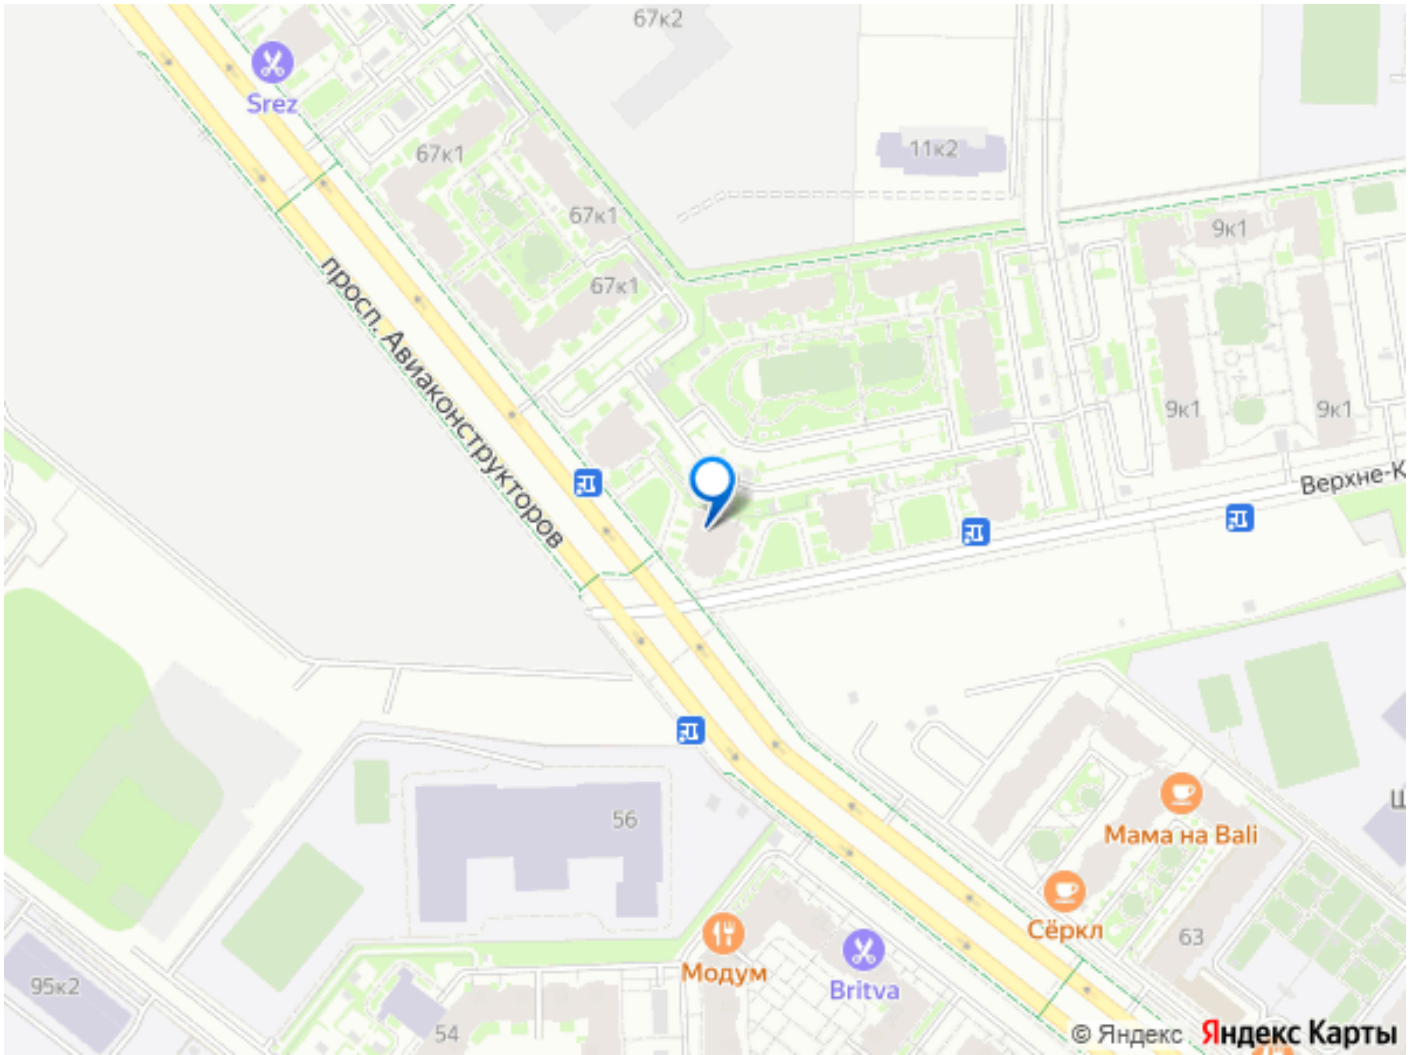 67к2
Srez
67к1
11к2
67к1
9к1
67к1
просп. Авиаконструкторов
9к1
9к1
Верхне-К
56
Мама на Bali
Сёркл
63
Модум
Britva
95к2
54
© Яндекс Яндекс Карты